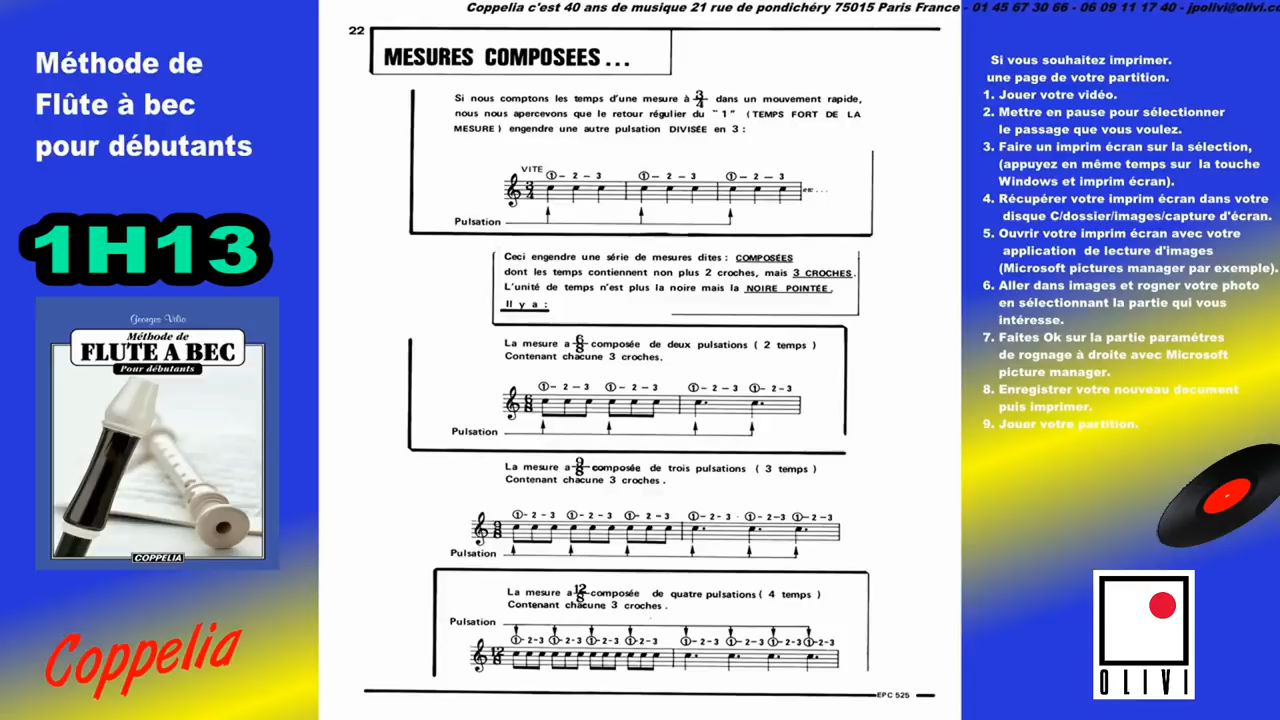 Coppelia c'est 40 ans de musique 21 rue de pondichéry 75015 Paris France - 01 45 67 30 66 - 06 09 11 17 40 - jpolivi@olivi.c
Méthode de
Flûte à bec
pour débutants
1H13
Georges Velio
Méthode de
FLUTE A BEC
Pour débutants
COPPELIA
Coppelia
22
MESURES COMPOSEES...
Si nous comptons les temps d'une mesure à 3/4 dans un mouvement rapide,
nous nous apercevons que le retour régulier du "1" (TEMPS FORT DE LA
MESURE) engendre une autre pulsation DIVISÉE en 3 :
VITE
①- 2 - 3 ①- 2 - 3 ①- 2 - 3
3/4 etc...
Pulsation
Ceci engendre une série de mesures dites : COMPOSÉES
dont les temps contiennent non plus 2 croches, mais 3 CROCHES.
L'unité de temps n'est plus la noire mais la NOIRE POINTÉE.
Il y a :
La mesure a 6/8 composée de deux pulsations ( 2 temps )
Contenant chacune 3 croches.
①- 2 - 3 ①- 2 - 3 ①- 2 - 3 ①- 2-3
6/8
Pulsation
La mesure a 9/8 composée de trois pulsations ( 3 temps )
Contenant chacune 3 croches .
①- 2-3 ①- 2-3 ①- 2-3 ①- 2-3 ①- 2-3 ①- 2-3
9/8
Pulsation
La mesure a 12/8 composée de quatre pulsations ( 4 temps )
Contenant chacune 3 croches .
Pulsation
①- 2-3 ①- 2-3 ①- 2-3 ①- 2-3 ①- 2-3 ①- 2-3 ①- 2-3 ①-2-3
12/8
EPC 525
Si vous souhaitez imprimer.
une page de votre partition.
1. Jouer votre vidéo.
2. Mettre en pause pour sélectionner
le passage que vous voulez.
3. Faire un imprim écran sur la sélection,
(appuyez en même temps sur la touche
Windows et imprim écran).
4. Récupérer votre imprim écran dans votre
disque C/dossier/images/capture d'écran.
5. Ouvrir votre imprim écran avec votre
application de lecture d'images
(Microsoft pictures manager par exemple).
6. Aller dans images et rogner votre photo
en sélectionnant la partie qui vous
intéresse.
7. Faites Ok sur la partie paramétres
de rognage à droite avec Microsoft
picture manager.
8. Enregistrer votre nouveau document
puis imprimer.
9. Jouer votre partition.
OLIVI